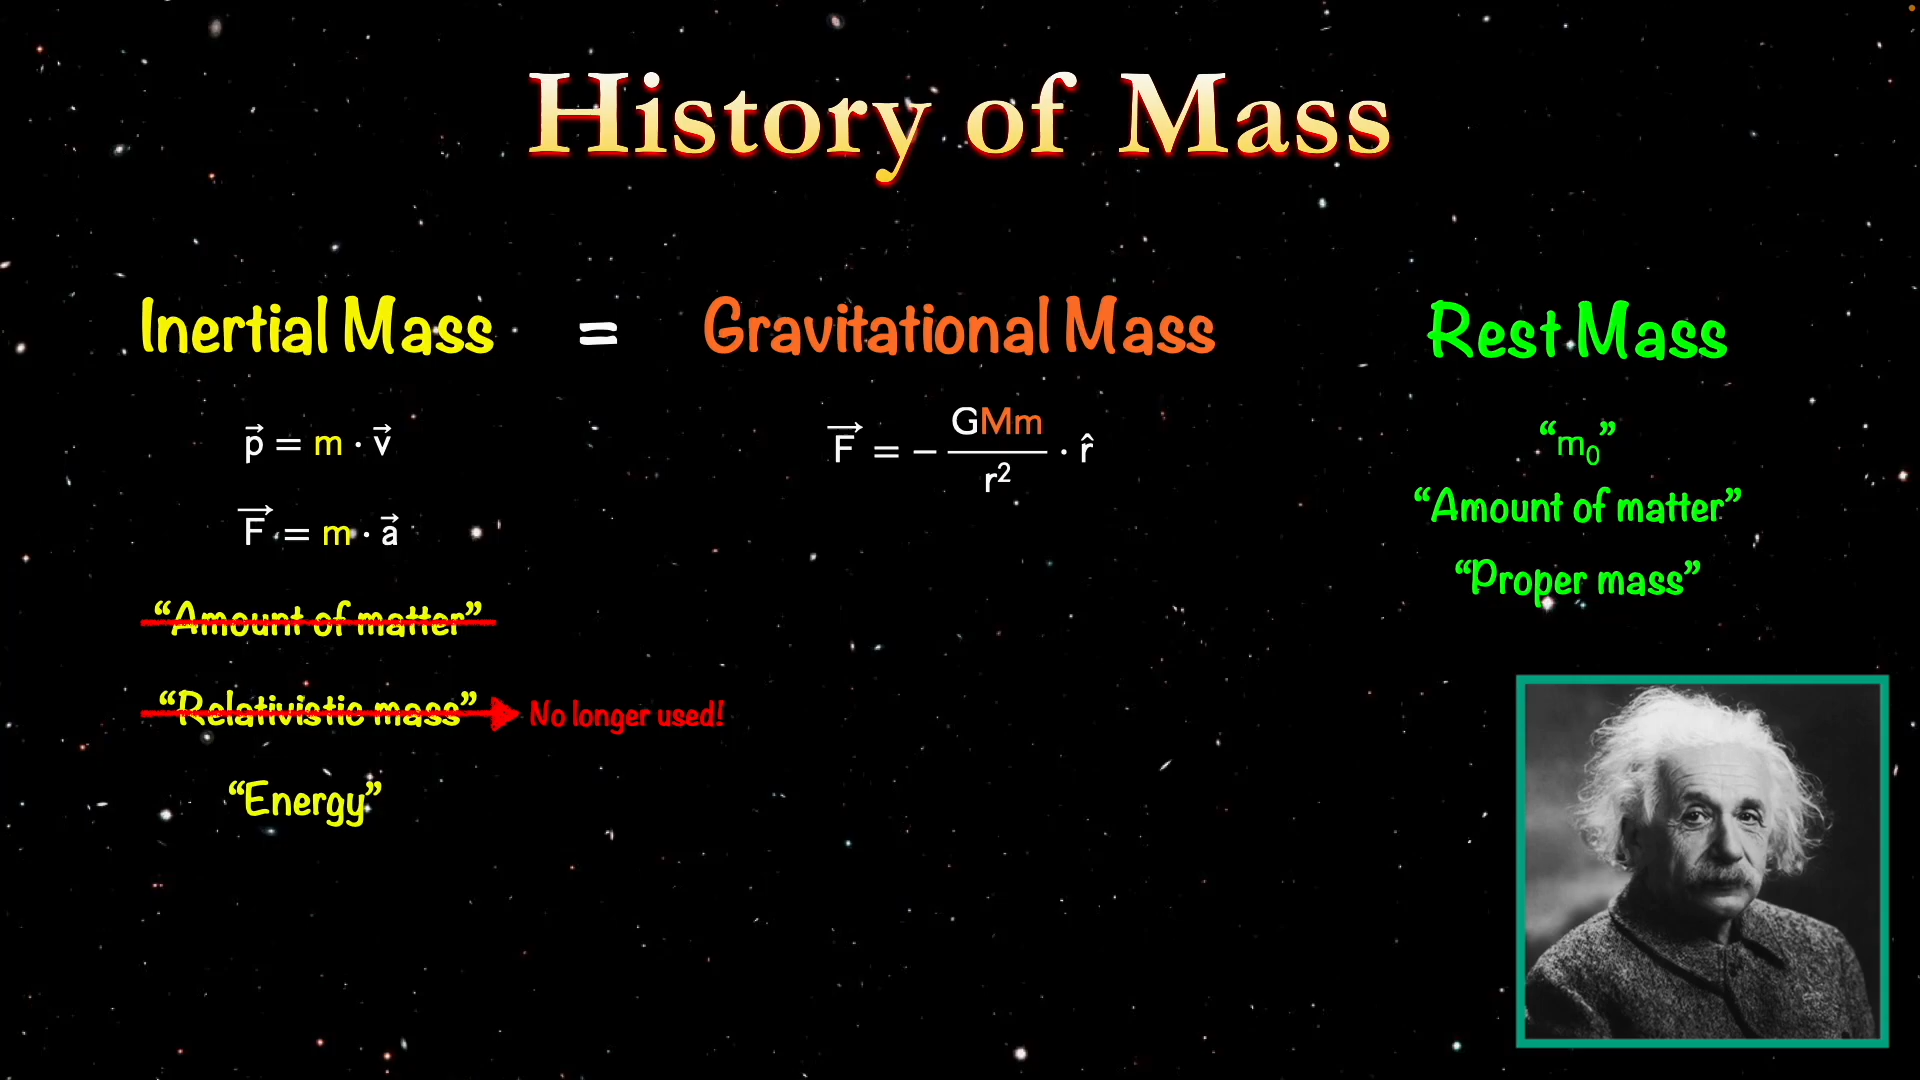 History of Mass
Inertial Mass = Gravitational Mass
Rest Mass
p⃗ = m · v⃗
F⃗ = m · a⃗
“Amount of matter”
“Relativistic mass” No longer used!
“Energy”
F⃗ = − GMm / r² · r̂
“m₀”
“Amount of matter”
“Proper mass”